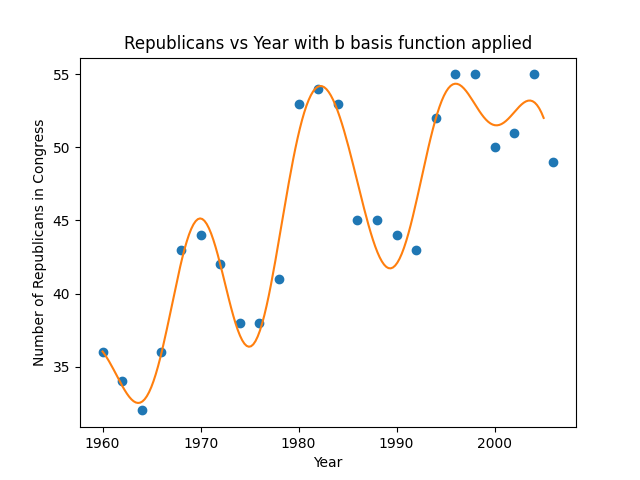 Republicans vs Year with b basis function applied
55
50
45
40
35
Number of Republicans in Congress
1960 1970 1980 1990 2000
Year